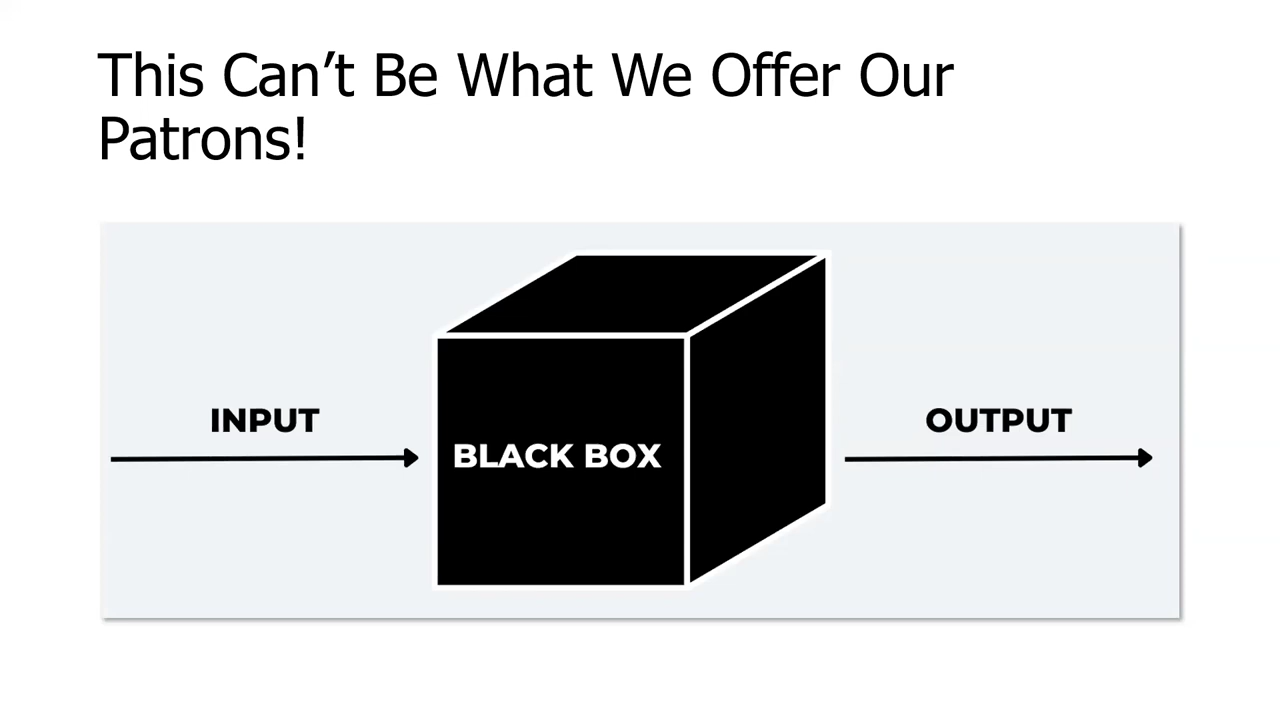 This Can’t Be What We Offer Our
Patrons!
INPUT
BLACK BOX
OUTPUT